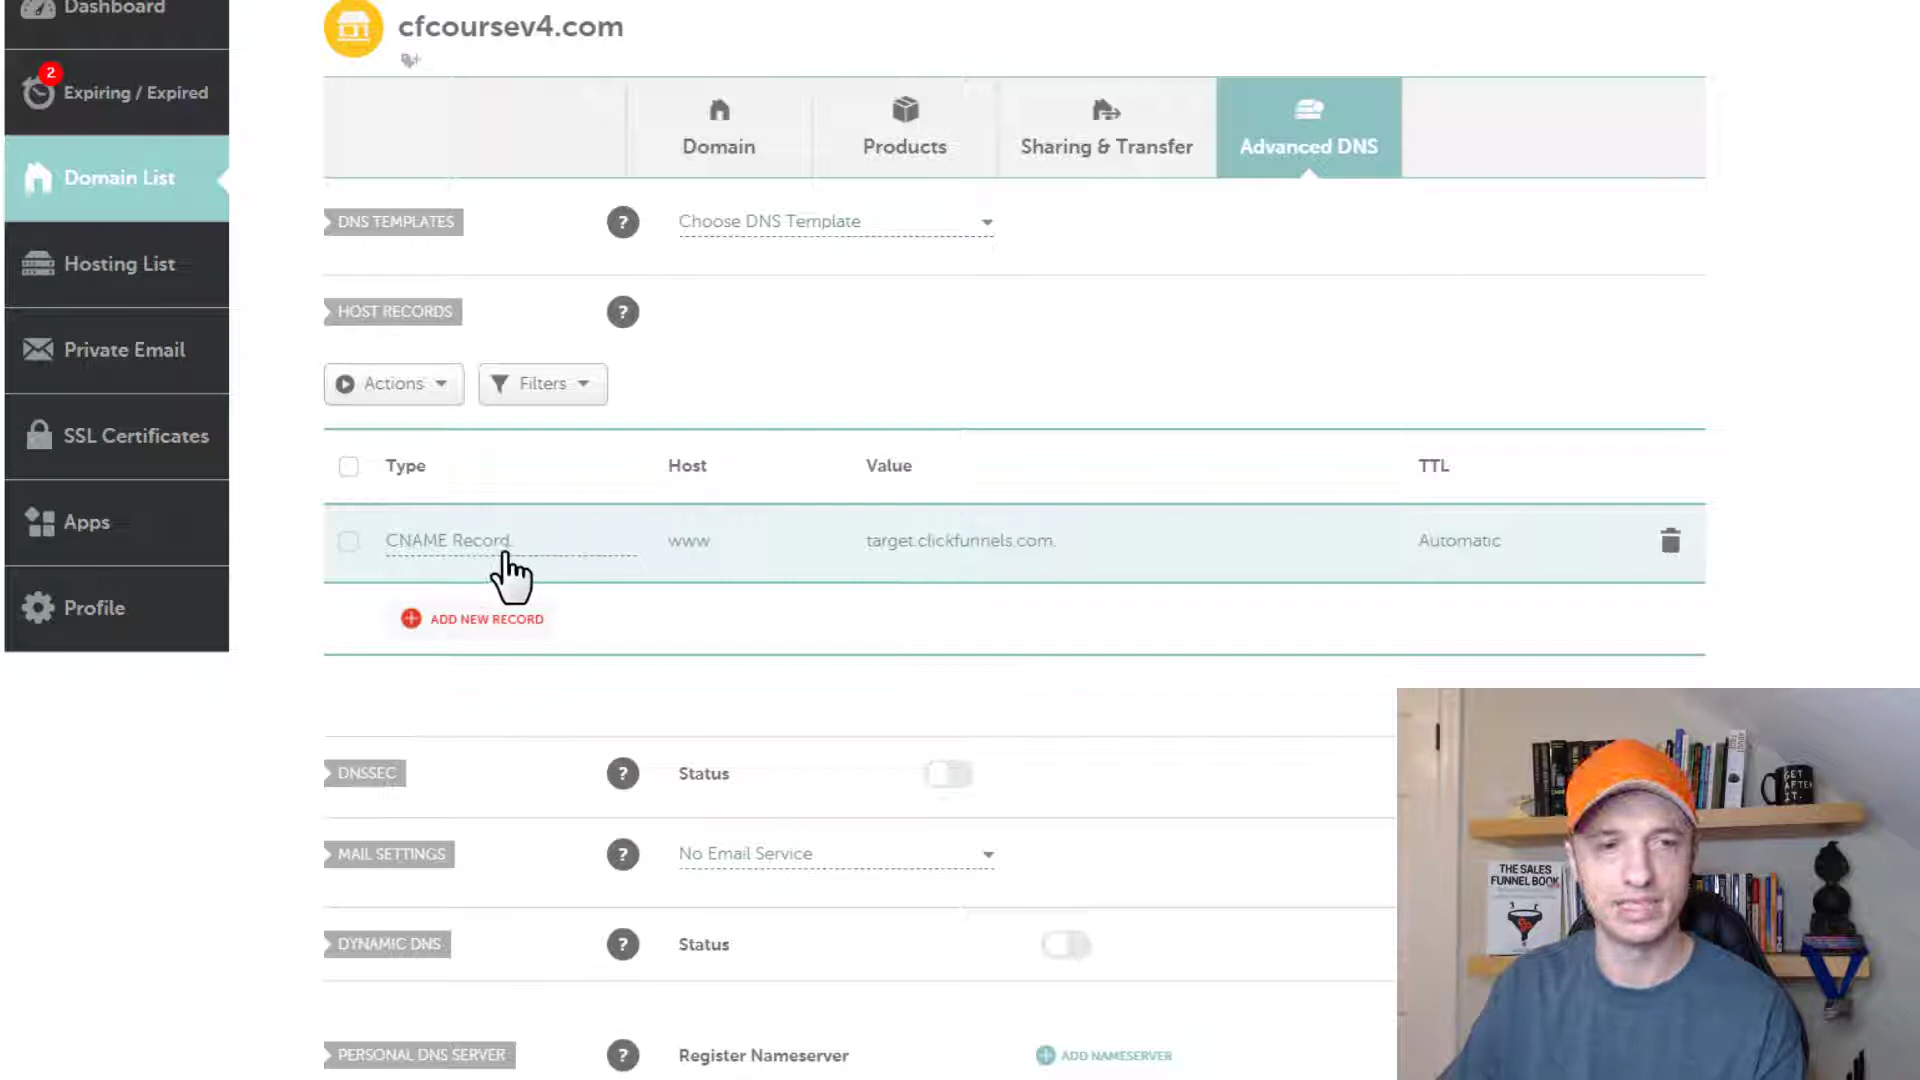 Dashboard
cfcoursev4.com
2
Expiring / Expired
Domain
Products
Sharing & Transfer
Advanced DNS
Domain List
DNS TEMPLATES
?
Choose DNS Template
Hosting List
HOST RECORDS
?
Private Email
Actions
Filters
SSL Certificates
Type
Host
Value
TTL
Apps
CNAME Record
www
target.clickfunnels.com.
Automatic
Profile
ADD NEW RECORD
DNSSEC
?
Status
MAIL SETTINGS
?
No Email Service
DYNAMIC DNS
?
Status
PERSONAL DNS SERVER
?
Register Nameserver
ADD NAMESERVER
GET
AFTER
IT.
THE SALES
FUNNEL BOOK